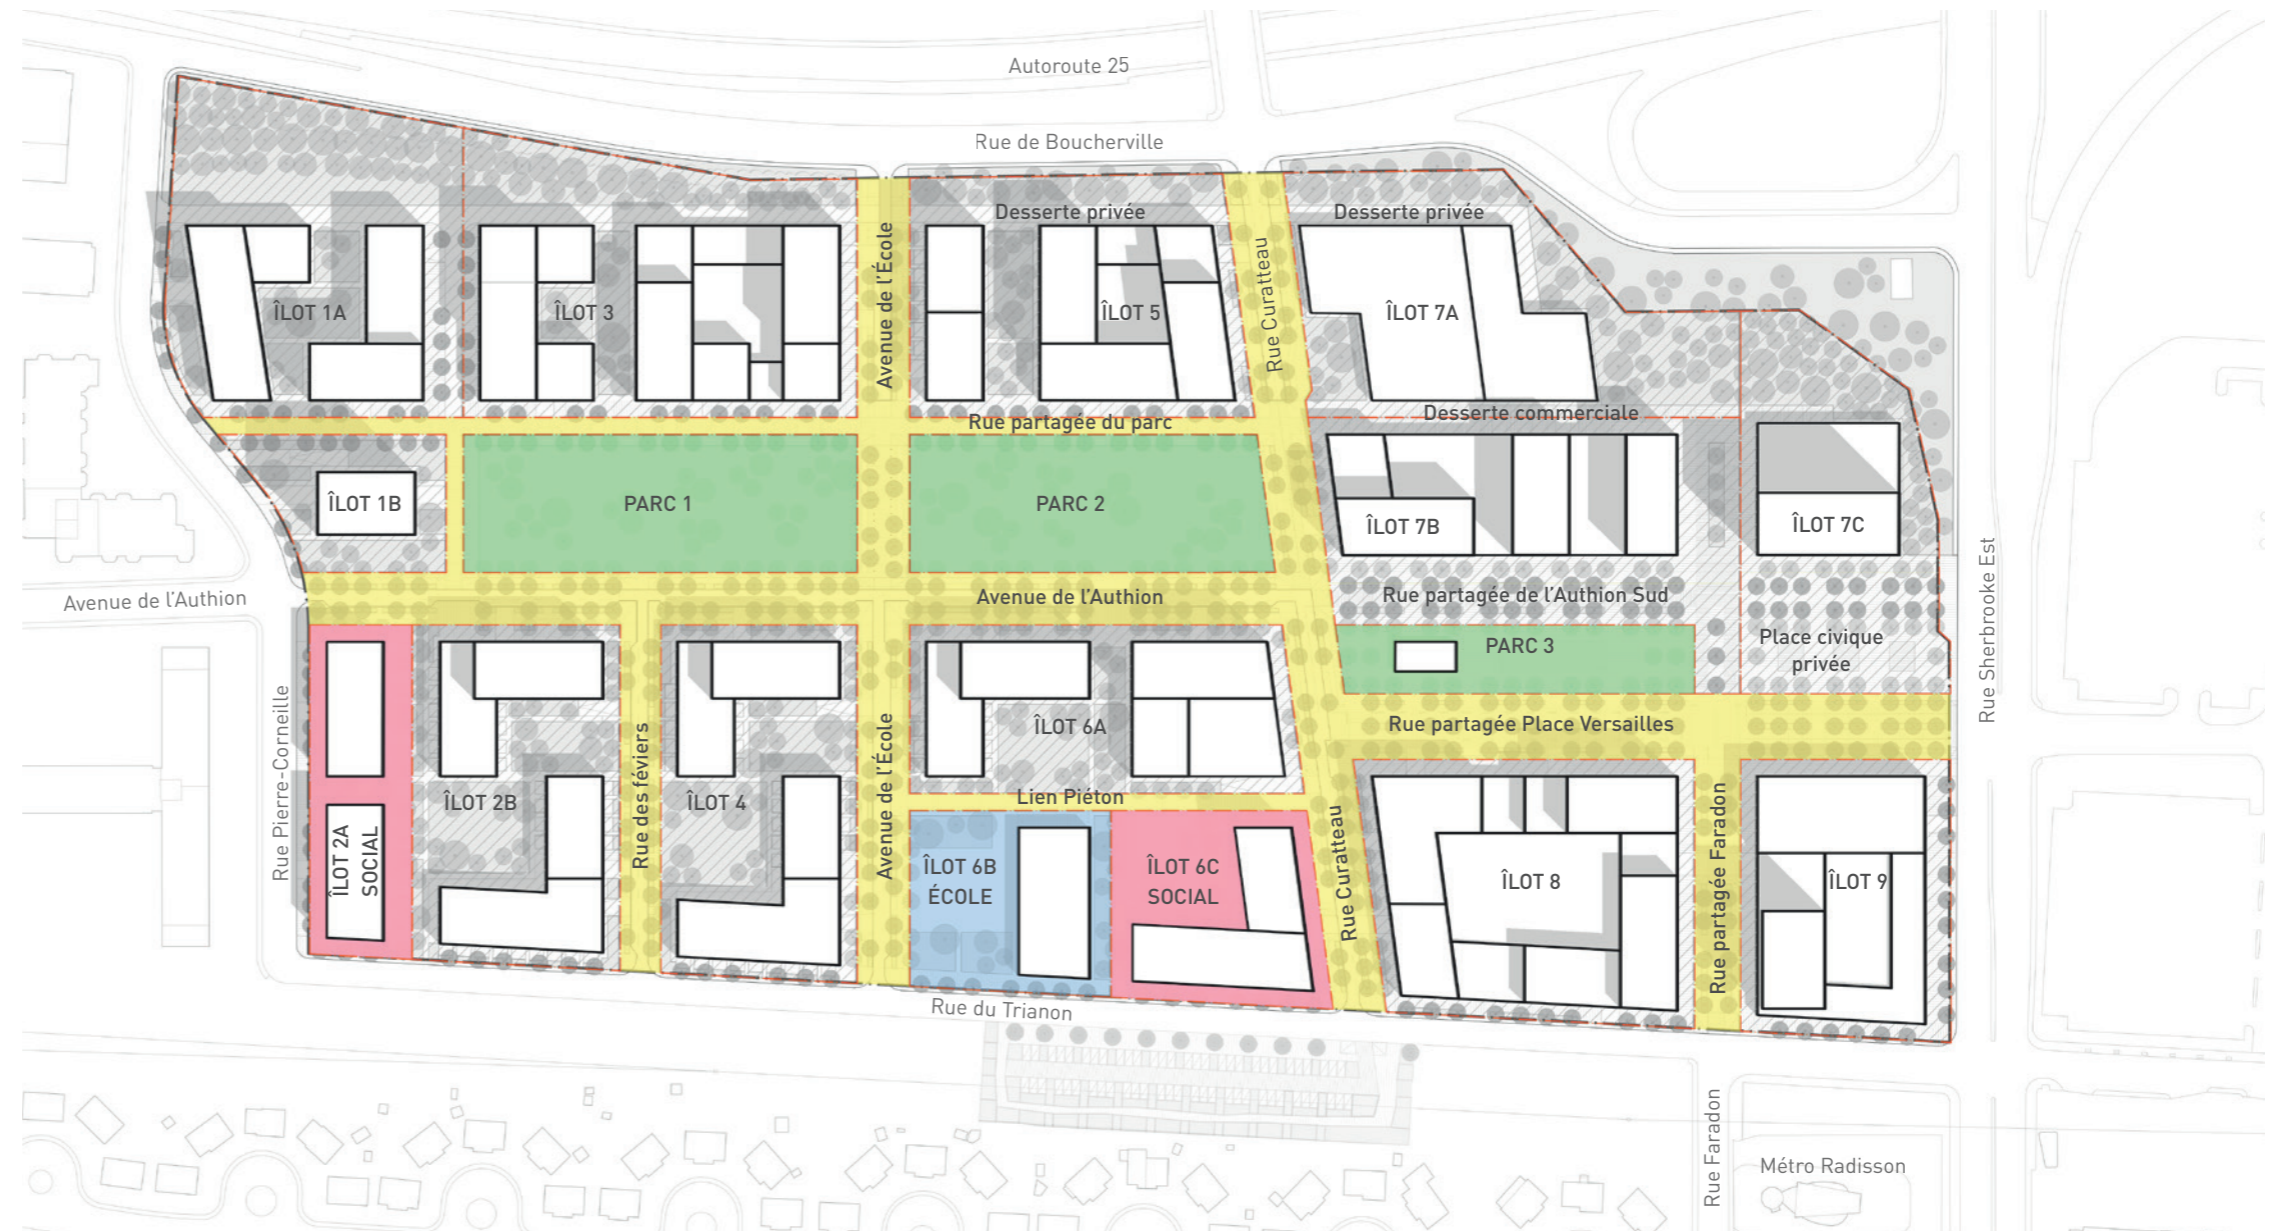 Autoroute 25
Rue de Boucherville
Desserte privée
Desserte privée
Avenue de l'École
Rue Curatteau
ÎLOT 1A
ÎLOT 3
ÎLOT 5
ÎLOT 7A
Rue partagée du parc
Desserte commerciale
ÎLOT 1B
PARC 1
PARC 2
ÎLOT 7B
ÎLOT 7C
Avenue de l'Authion
Avenue de l'Authion
Rue partagée de l'Authion Sud
Rue Sherbrooke Est
PARC 3
Place civique
privée
Rue Pierre-Corneille
Rue des féviers
Avenue de l'École
ÎLOT 6A
Rue partagée Place Versailles
Lien Piéton
ÎLOT 2A
SOCIAL
ÎLOT 2B
ÎLOT 4
ÎLOT 6B
ÉCOLE
ÎLOT 6C
SOCIAL
Rue Curatteau
ÎLOT 8
Rue partagée Faradon
ÎLOT 9
Rue du Trianon
Rue Faradon
Métro Radisson